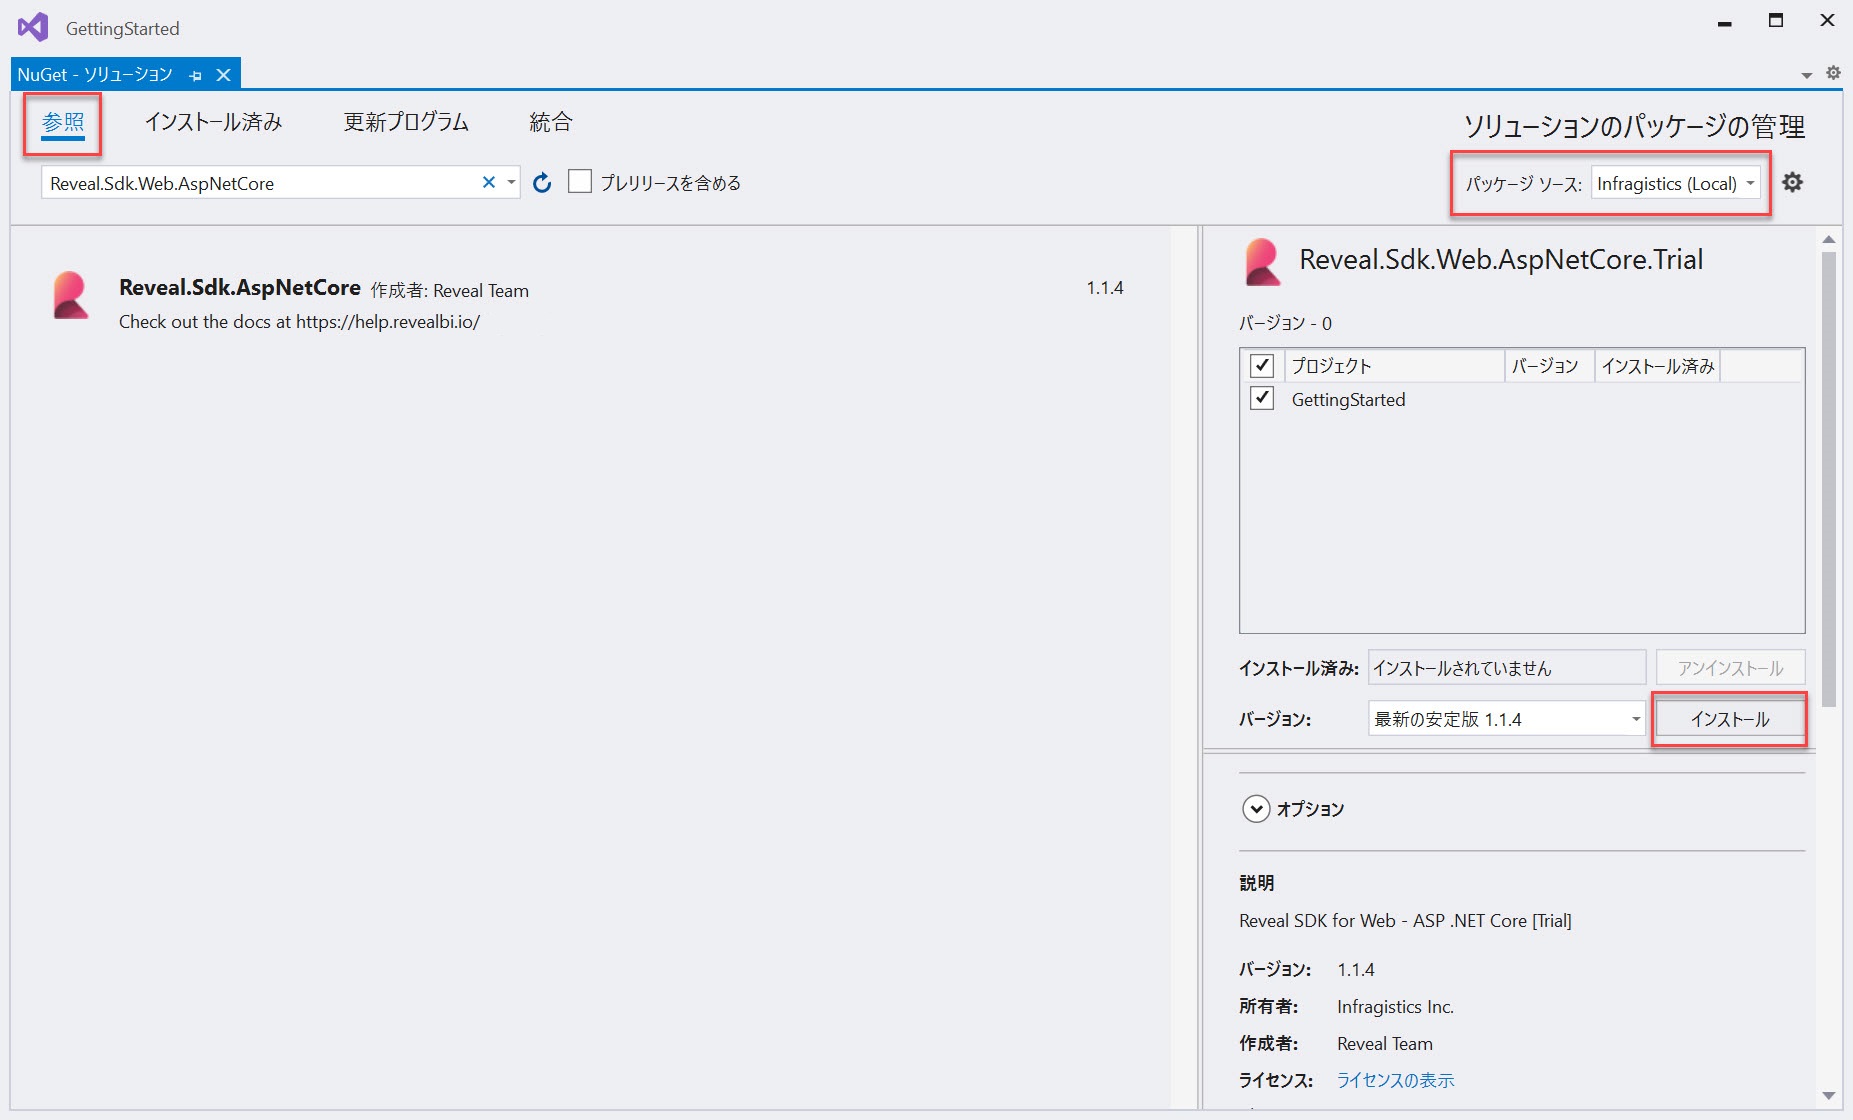 GettingStarted
NuGet - ソリューション
参照 インストール済み 更新プログラム 統合
ソリューションのパッケージの管理
Reveal.Sdk.Web.AspNetCore
プレリリースを含める
パッケージ ソース: Infragistics (Local)
Reveal.Sdk.AspNetCore 作成者: Reveal Team 1.1.4
Check out the docs at https://help.revealbi.io/
Reveal.Sdk.Web.AspNetCore.Trial
バージョン - 0
プロジェクト バージョン インストール済み
GettingStarted
インストール済み: インストールされていません アンインストール
バージョン: 最新の安定版 1.1.4 インストール
オプション
説明
Reveal SDK for Web - ASP .NET Core [Trial]
バージョン: 1.1.4
所有者: Infragistics Inc.
作成者: Reveal Team
ライセンス: ライセンスの表示